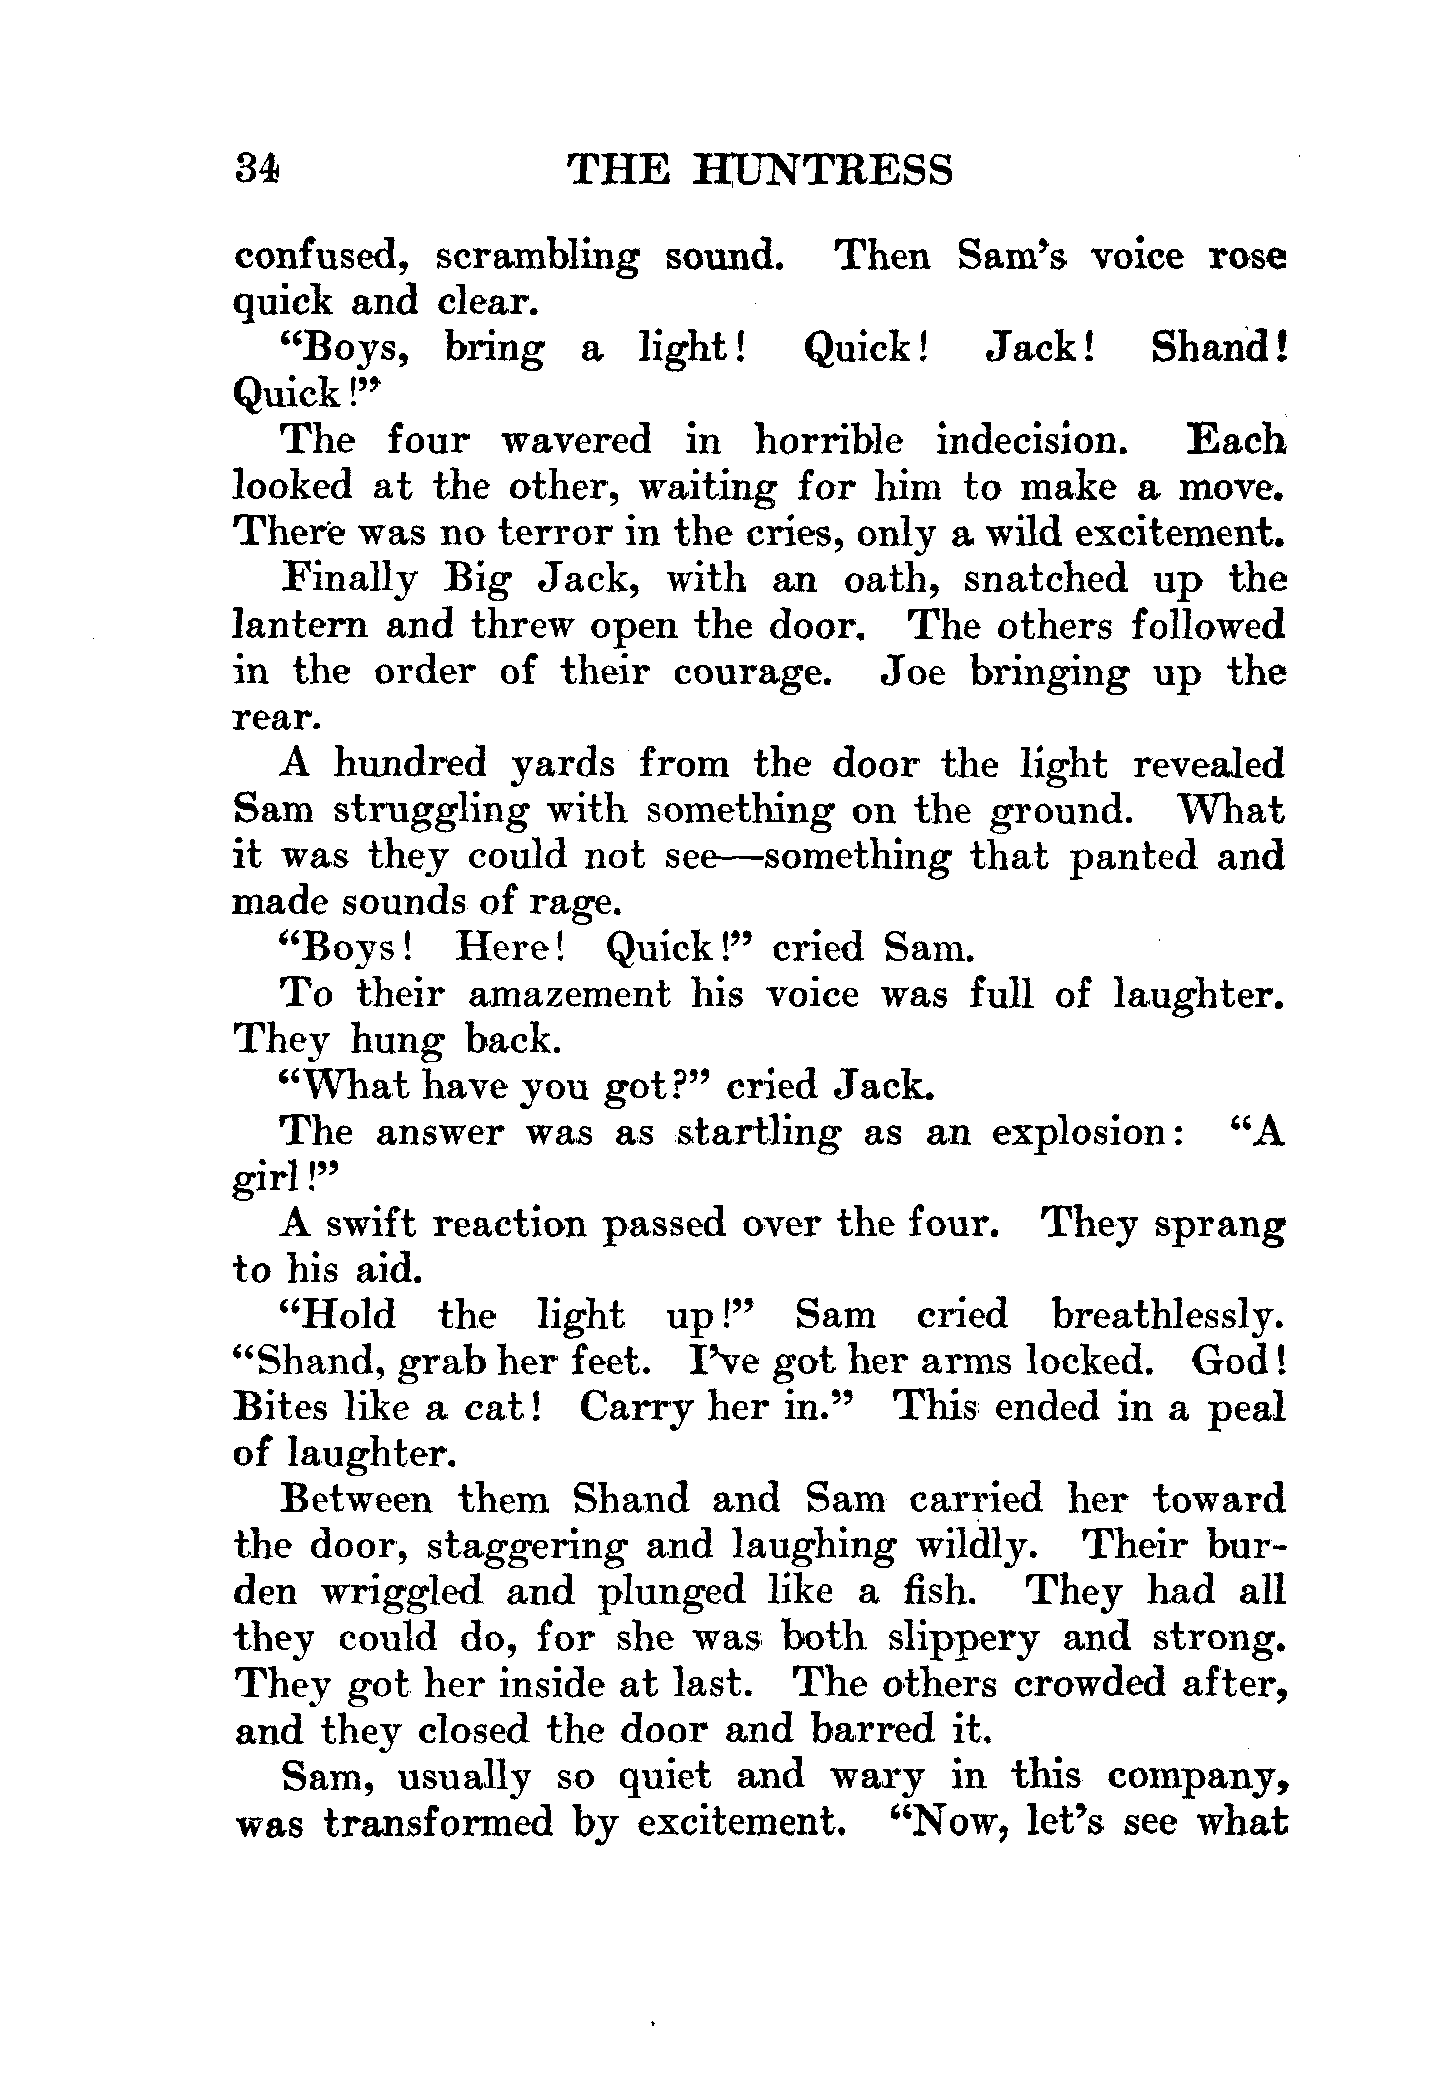 34 THE HUNTRESS
confused, scrambling sound. Then Sam's voice rose
quick and clear.
"Boys, bring a light! Quick! Jack! Shand!
Quick!"
The four wavered in horrible indecision. Each
looked at the other, waiting for him to make a move.
There was no terror in the cries, only a wild excitement.
Finally Big Jack, with an oath, snatched up the
lantern and threw open the door. The others followed
in the order of their courage. Joe bringing up the
rear.
A hundred yards from the door the light revealed
Sam struggling with something on the ground. What
it was they could not see—something that panted and
made sounds of rage.
"Boys! Here! Quick!" cried Sam.
To their amazement his voice was full of laughter.
They hung back.
"What have you got?" cried Jack.
The answer was as startling as an explosion: "A
girl!"
A swift reaction passed over the four. They sprang
to his aid.
"Hold the light up!" Sam cried breathlessly.
"Shand, grab her feet. I've got her arms locked. God!
Bites like a cat! Carry her in." This ended in a peal
of laughter.
Between them Shand and Sam carried her toward
the door, staggering and laughing wildly. Their bur-
den wriggled and plunged like a fish. They had all
they could do, for she was both slippery and strong.
They got her inside at last. The others crowded after,
and they closed the door and barred it.
Sam, usually so quiet and wary in this company,
was transformed by excitement. "Now, let's see what